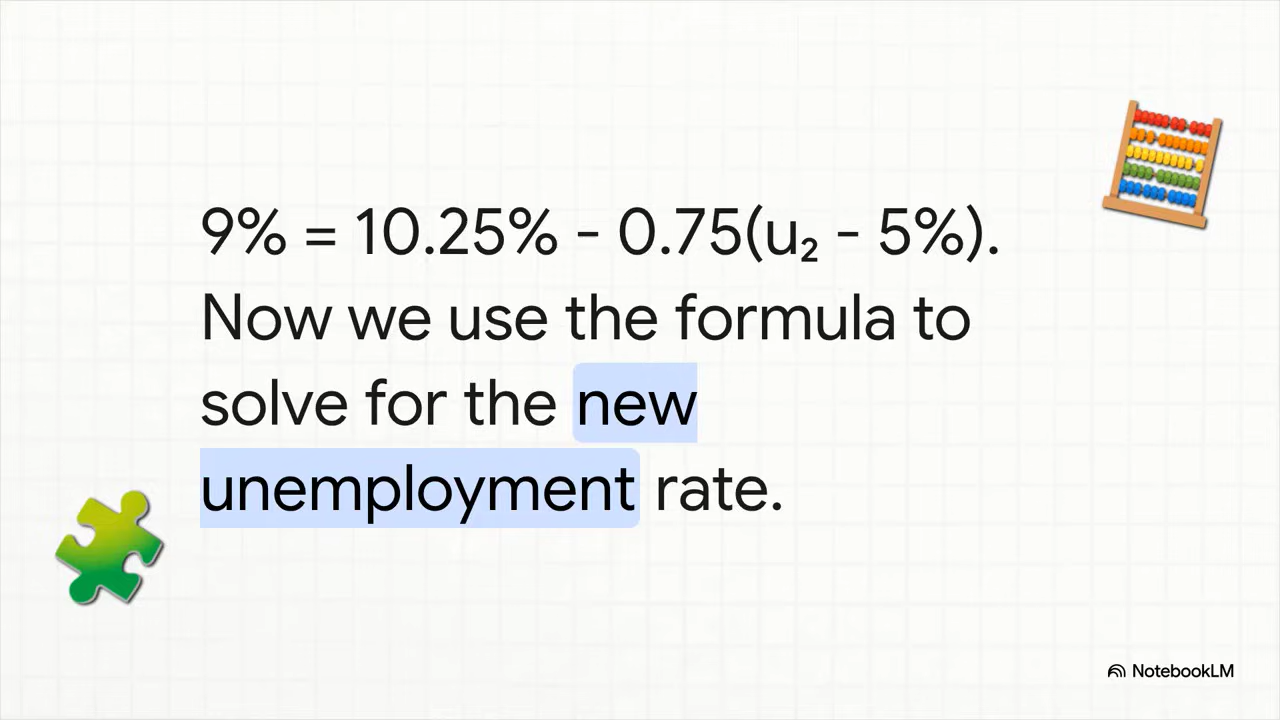 9% = 10.25% - 0.75(u₂ - 5%).
Now we use the formula to
solve for the new
unemployment rate.
NotebookLM